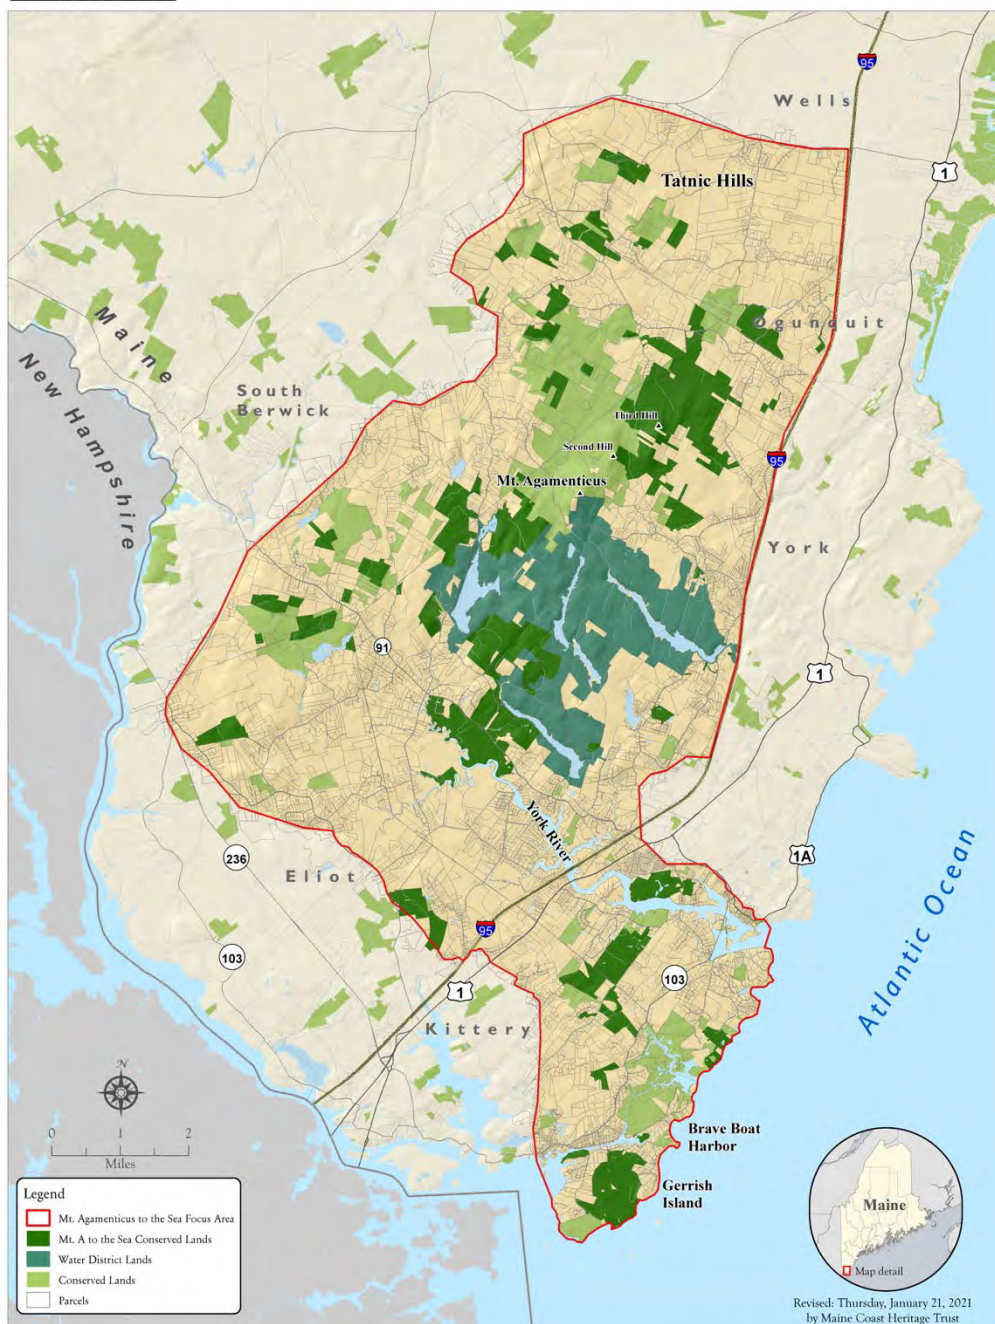 95
Wells
1
Tatnic Hills
Ogunquit
Maine
New Hampshire
South
Berwick
Third Hill
Second Hill
95
Mt. Agamenticus
York
91
1
York River
1A
236
Eliot
Atlantic Ocean
95
103
103
1
Kittery
N
0 1 2
Miles
Brave Boat
Harbor
Gerrish
Island
Legend
Mt. Agamenticus to the Sea Focus Area
Mt. A to the Sea Conserved Lands
Water District Lands
Conserved Lands
Parcels
Maine
Map detail
Revised: Thursday, January 21, 2021
by Maine Coast Heritage Trust